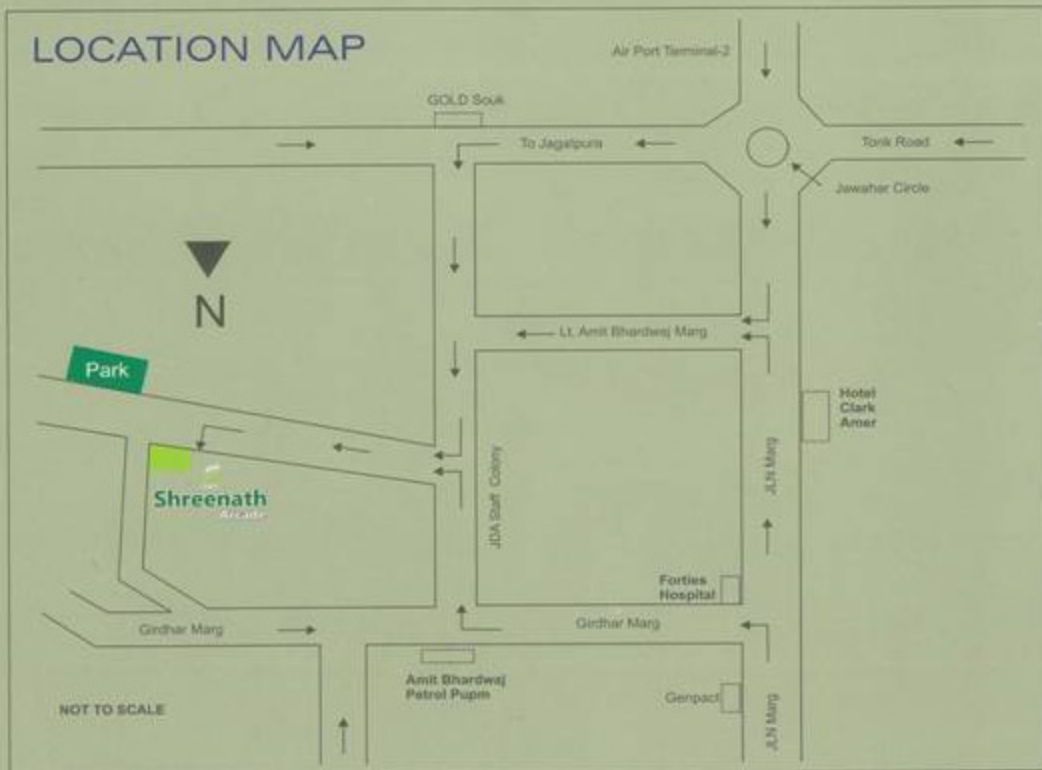 LOCATION MAP
Air Port Terminal-2
GOLD Souk
To Jagatpura
Tonk Road
Jawahar Circle
N
Lt. Amit Bhardwaj Marg
Park
Hotel
Clark
Amer
JLN Marg
JDA Staff Colony
Shreenath
Arcade
Forties
Hospital
Girdhar Marg
Girdhar Marg
Amit Bhardwaj
Petrol Pupm
Genpact
JLN Marg
NOT TO SCALE